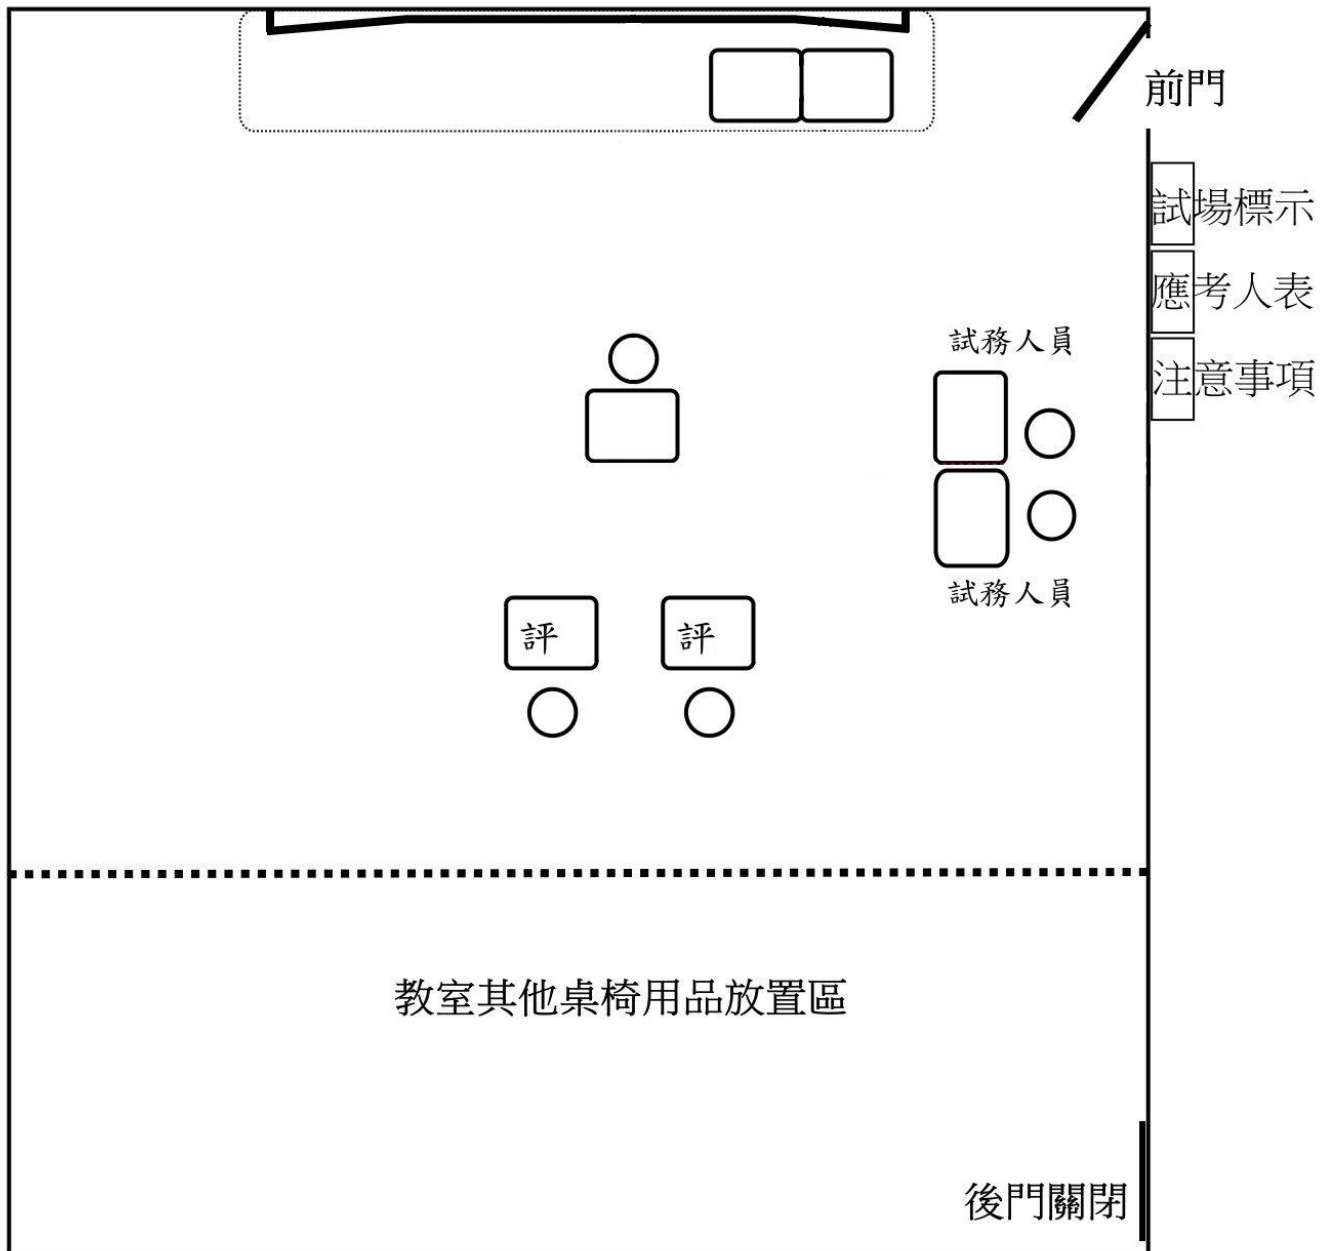 前門
試場標示
應考人表
試務人員
注意事項
試務人員
評
評
教室其他桌椅用品放置區
後門關閉